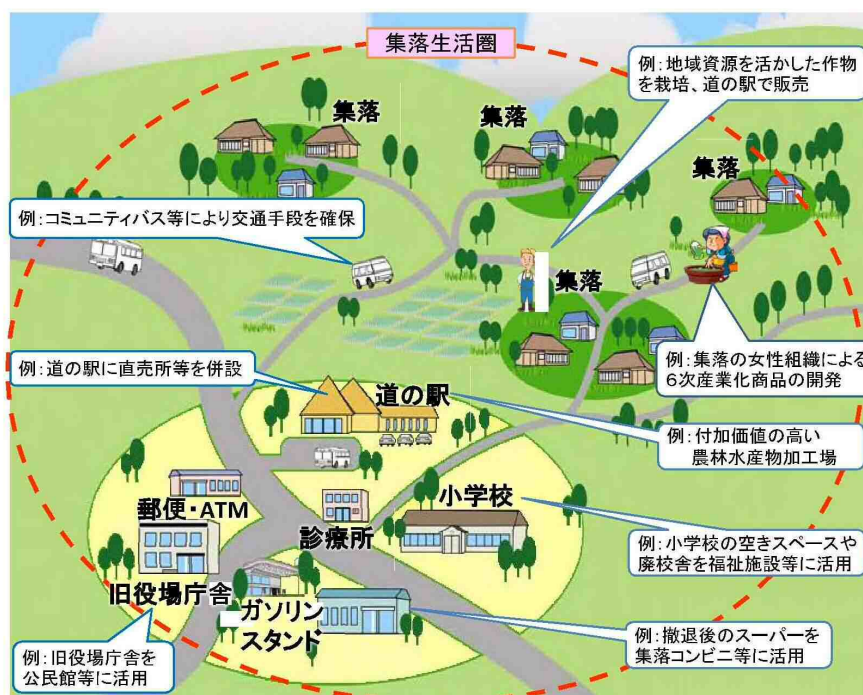 集落生活圏
例:地域資源を活かした作物
を栽培、道の駅で販売
集落
集落
集落
例:コミュニティバス等により交通手段を確保
集落
例:道の駅に直売所等を併設
例:集落の女性組織による
6次産業化商品の開発
道の駅
例:付加価値の高い
農林水産物加工場
郵便・ATM
小学校
診療所
例:小学校の空きスペースや
廃校舎を福祉施設等に活用
旧役場庁舎
ガソリン
スタンド
例:旧役場庁舎を
公民館等に活用
例:撤退後のスーパーを
集落コンビニ等に活用